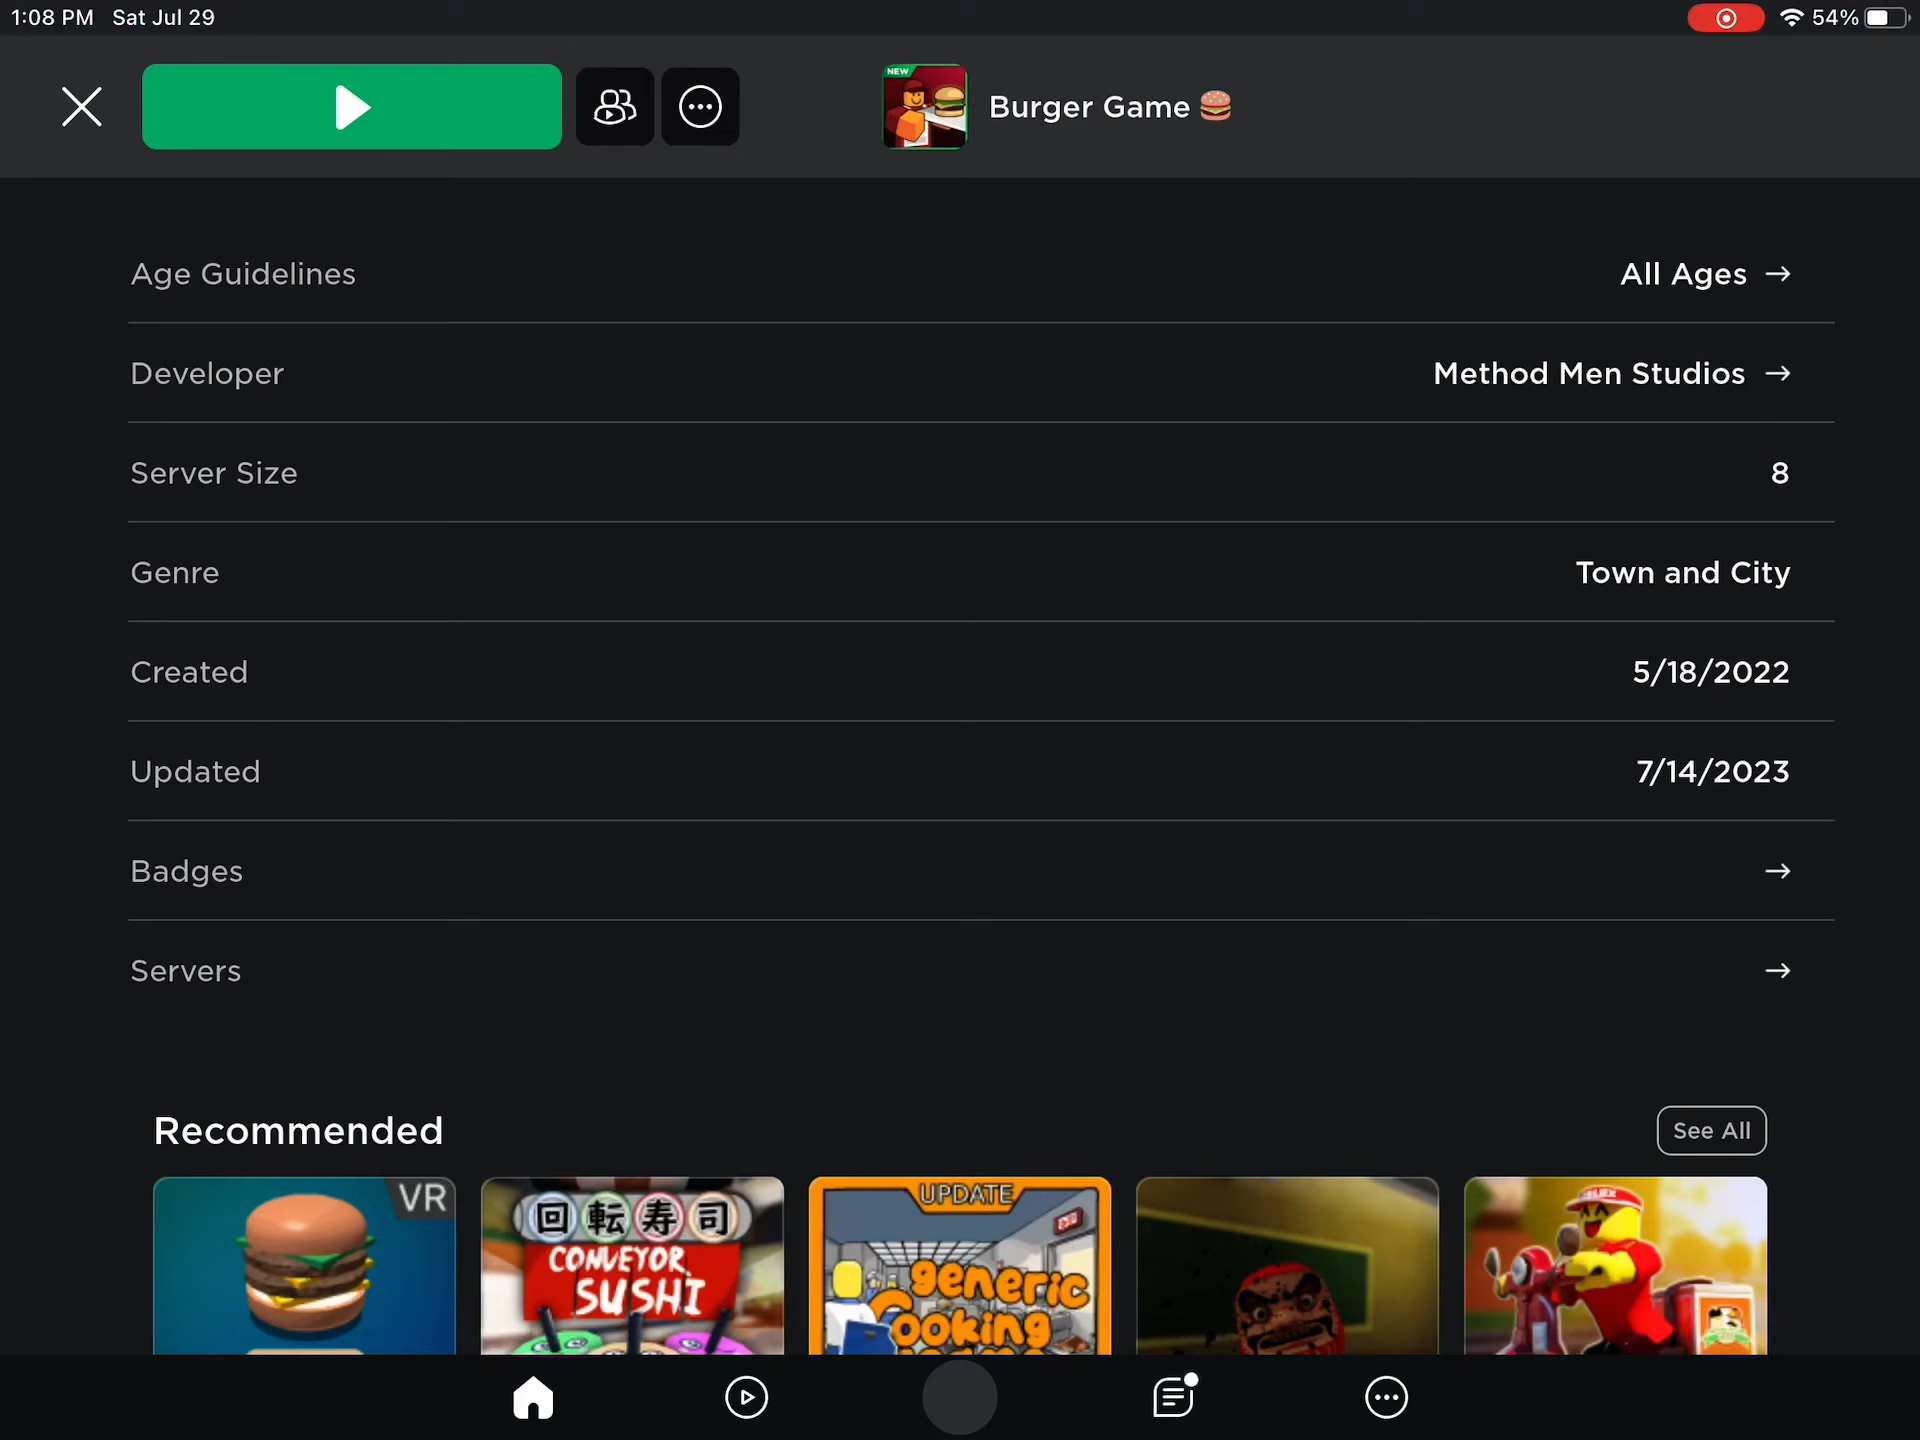 1:08 PM Sat Jul 29
54%
NEW
Burger Game
Age Guidelines
All Ages
Developer
Method Men Studios
Server Size
8
Genre
Town and City
Created
5/18/2022
Updated
7/14/2023
Badges
Servers
Recommended
See All
VR
回転寿司
CONVEYOR
SUSHI
UPDATE
EXIT
generic
Cooking